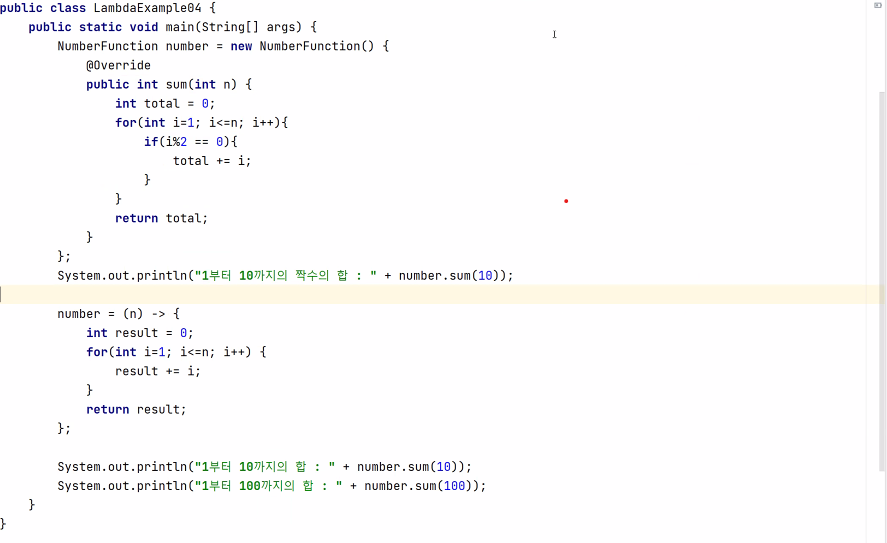 public class LambdaExample04 {
    public static void main(String[] args) {
        NumberFunction number = new NumberFunction() {
            @Override
            public int sum(int n) {
                int total = 0;
                for(int i=1; i<=n; i++){
                    if(i%2 == 0){
                        total += i;
                    }
                }
                return total;
            }
        };
        System.out.println("1부터 10까지의 짝수의 합 : " + number.sum(10));
        number = (n) -> {
            int result = 0;
            for(int i=1; i<=n; i++) {
                result += i;
            }
            return result;
        };
        System.out.println("1부터 10까지의 합 : " + number.sum(10));
        System.out.println("1부터 100까지의 합 : " + number.sum(100));
    }
}